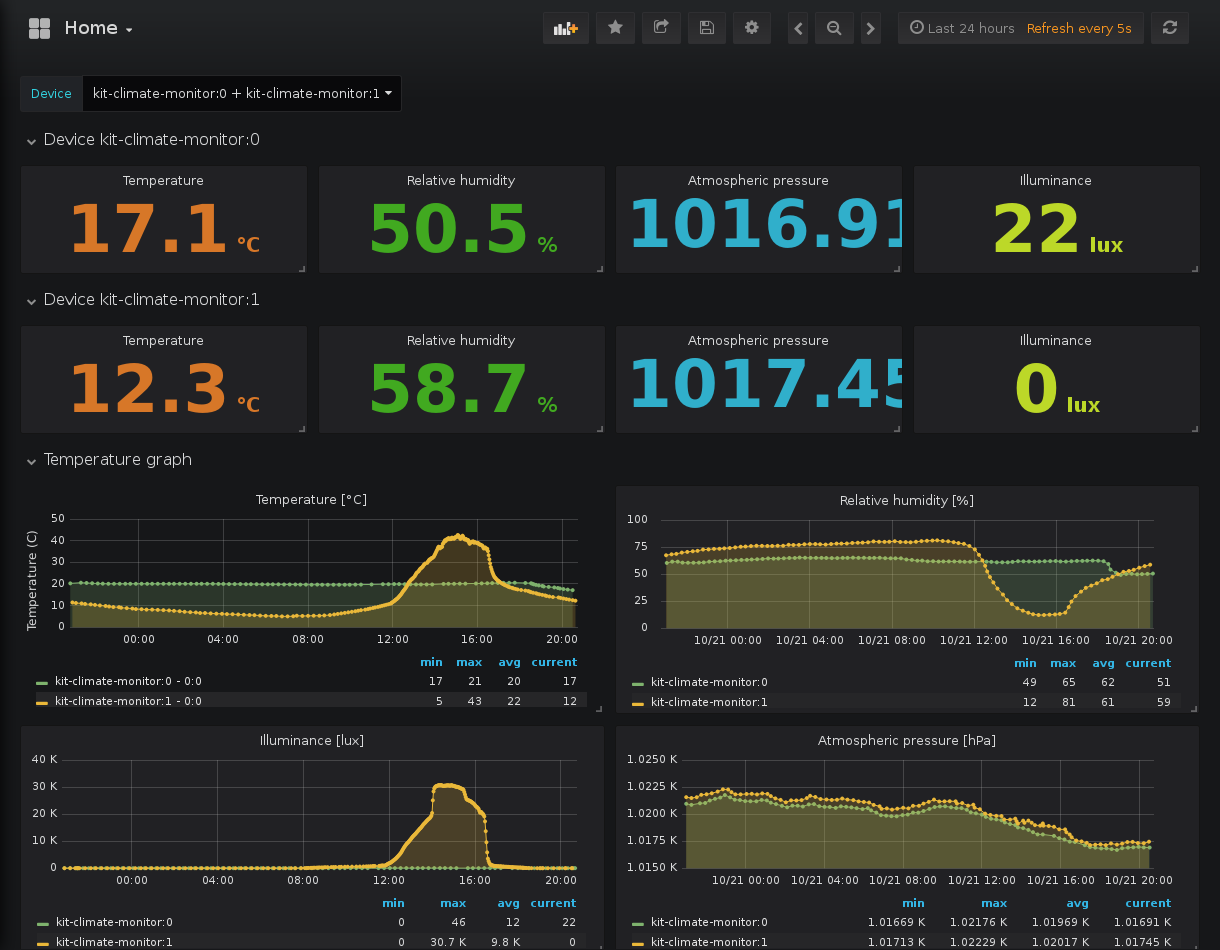 Home
Last 24 hours Refresh every 5s
Device kit-climate-monitor:0 + kit-climate-monitor:1
Device kit-climate-monitor:0
Temperature Relative humidity Atmospheric pressure Illuminance
17.1 °C 50.5 % 1016.91 22 lux
Device kit-climate-monitor:1
Temperature Relative humidity Atmospheric pressure Illuminance
12.3 °C 58.7 % 1017.45 0 lux
Temperature graph
Temperature [°C]
Temperature (C)
50
40
30
20
10
0
00:00 04:00 08:00 12:00 16:00 20:00
min max avg current
kit-climate-monitor:0 - 0:0 17 21 20 17
kit-climate-monitor:1 - 0:0 5 43 22 12
Relative humidity [%]
100
75
50
25
0
10/21 00:00 10/21 04:00 10/21 08:00 10/21 12:00 10/21 16:00 10/21 20:00
min max avg current
kit-climate-monitor:0 49 65 62 51
kit-climate-monitor:1 12 81 61 59
Illuminance [lux]
40 K
30 K
20 K
10 K
0
00:00 04:00 08:00 12:00 16:00 20:00
min max avg current
kit-climate-monitor:0 0 46 12 22
kit-climate-monitor:1 0 30.7 K 9.8 K 0
Atmospheric pressure [hPa]
1.0250 K
1.0225 K
1.0200 K
1.0175 K
1.0150 K
10/21 00:00 10/21 04:00 10/21 08:00 10/21 12:00 10/21 16:00 10/21 20:00
min max avg current
kit-climate-monitor:0 1.01669 K 1.02176 K 1.01969 K 1.01691 K
kit-climate-monitor:1 1.01713 K 1.02229 K 1.02017 K 1.01745 K